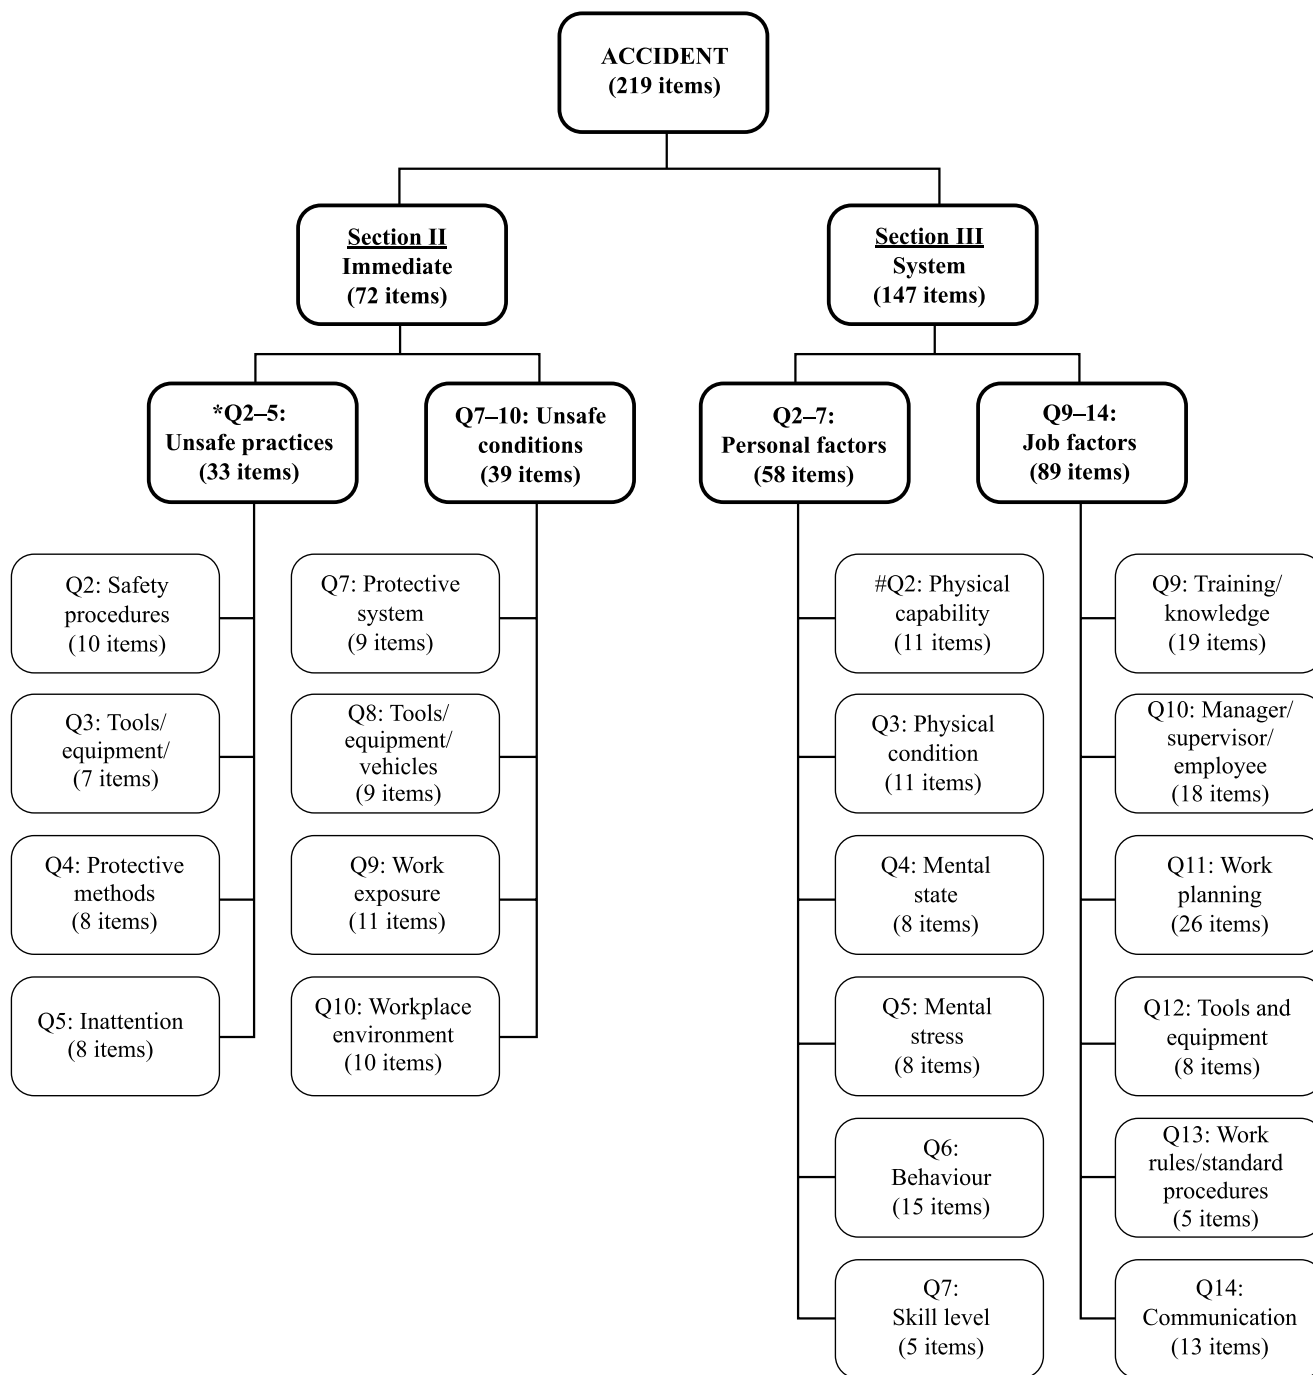 ACCIDENT
(219 items)
Section II
Immediate
(72 items)
Section III
System
(147 items)
*Q2–5:
Unsafe practices
(33 items)
Q7–10: Unsafe
conditions
(39 items)
Q2–7:
Personal factors
(58 items)
Q9–14:
Job factors
(89 items)
Q2: Safety
procedures
(10 items)
Q3: Tools/
equipment/
(7 items)
Q4: Protective
methods
(8 items)
Q5: Inattention
(8 items)
Q7: Protective
system
(9 items)
Q8: Tools/
equipment/
vehicles
(9 items)
Q9: Work
exposure
(11 items)
Q10: Workplace
environment
(10 items)
#Q2: Physical
capability
(11 items)
Q3: Physical
condition
(11 items)
Q4: Mental
state
(8 items)
Q5: Mental
stress
(8 items)
Q6:
Behaviour
(15 items)
Q7:
Skill level
(5 items)
Q9: Training/
knowledge
(19 items)
Q10: Manager/
supervisor/
employee
(18 items)
Q11: Work
planning
(26 items)
Q12: Tools and
equipment
(8 items)
Q13: Work
rules/standard
procedures
(5 items)
Q14:
Communication
(13 items)